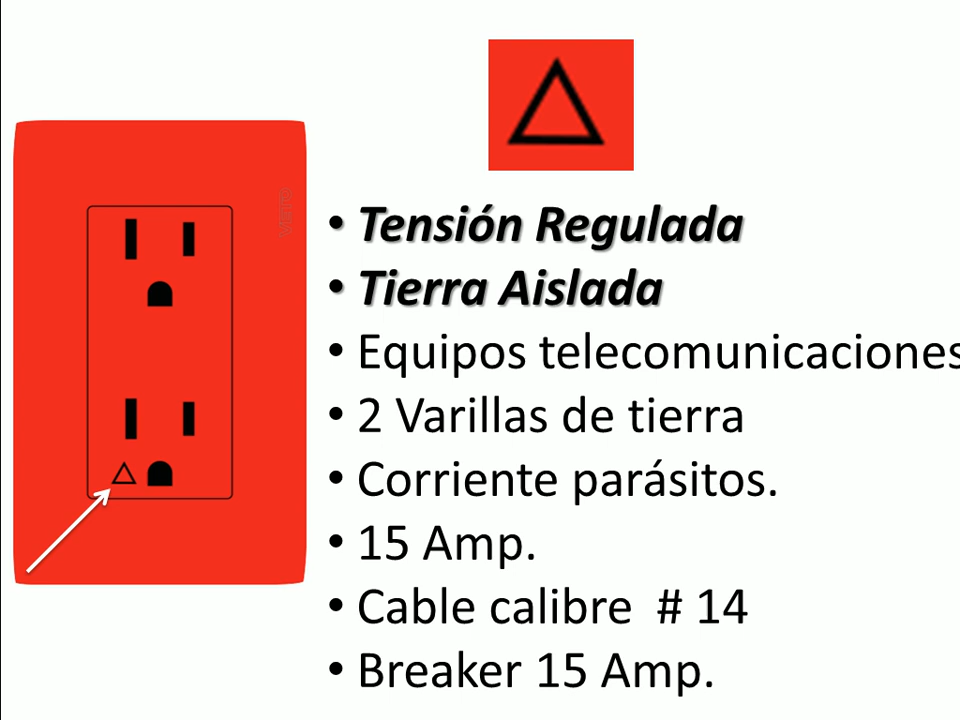 VETO
• Tensión Regulada
• Tierra Aislada
• Equipos telecomunicaciones
• 2 Varillas de tierra
• Corriente parásitos.
• 15 Amp.
• Cable calibre # 14
• Breaker 15 Amp.